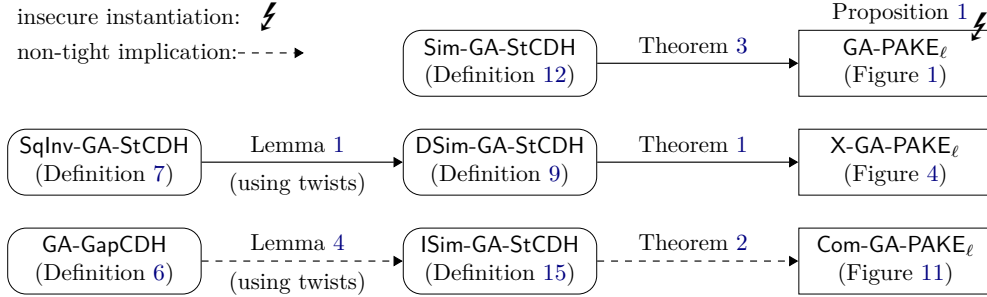 insecure instantiation:
Proposition 1
non-tight implication:
Sim-GA-StCDH
(Definition 12)
Theorem 3
GA-PAKEℓ
(Figure 1)
SqInv-GA-StCDH
(Definition 7)
Lemma 1
(using twists)
DSim-GA-StCDH
(Definition 9)
Theorem 1
X-GA-PAKEℓ
(Figure 4)
GA-GapCDH
(Definition 6)
Lemma 4
(using twists)
ISim-GA-StCDH
(Definition 15)
Theorem 2
Com-GA-PAKEℓ
(Figure 11)